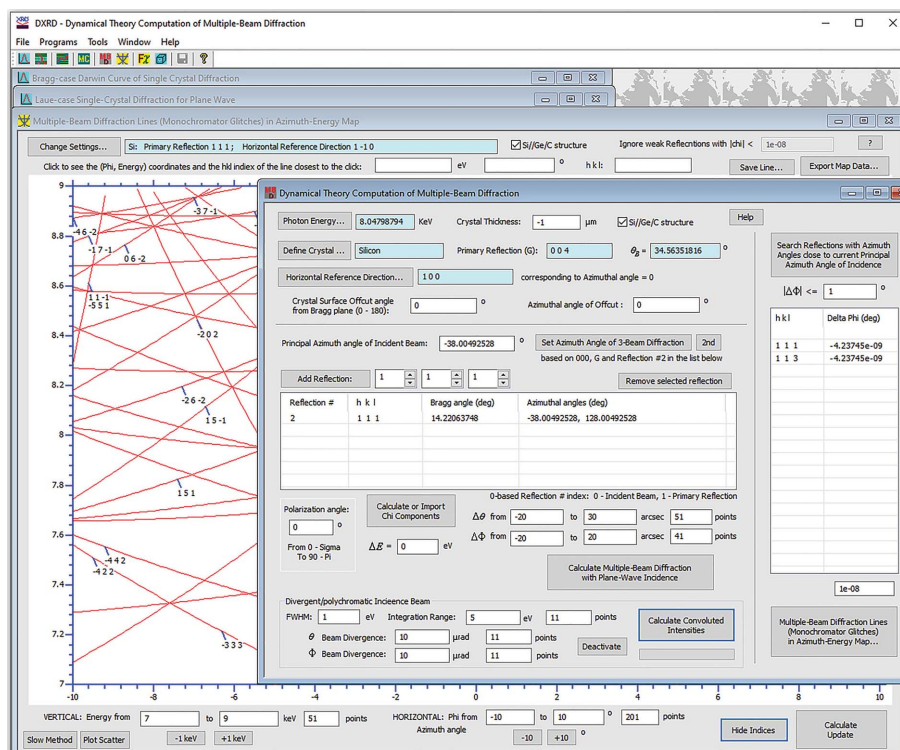 DXRD - Dynamical Theory Computation of Multiple-Beam Diffraction
File Programs Tools Window Help
Bragg-case Darwin Curve of Single Crystal Diffraction
Laue-case Single-Crystal Diffraction for Plane Wave
Multiple-Beam Diffraction Lines (Monochromator Glitches) in Azimuth-Energy Map
Change Settings... Si: Primary Reflection 1 1 1; Horizontal Reference Direction 1 -1 0 Si//Ge/C structure Ignore weak Reflecntions with |chi| < 1e-08 ?
Click to see the (Phi, Energy) coordinates and the hkl index of the line closest to the click: eV ° h k l: Save Line... Export Map Data...
9
8.8
8.6
8.4
8.2
8
7.8
7.6
7.4
7.2
7
-3 7 -1
-4 6 -2
-1 7 -1
0 6 -2
1 1 -1
-5 5 1
-2 0 2
-2 6 -2
1 5 -1
1 5 1
-4 4 2
-4 2 2
-3 3 3
-10 -8 -6 -4 -2 0 2 4 6 8 10
Dynamical Theory Computation of Multiple-Beam Diffraction
Photon Energy... 8.04798794 KeV Crystal Thickness: -1 μm Si/Ge/C structure Help
Define Crystal ... Silicon Primary Reflection (G): 0 0 4 θB = 34.56351816 °
Horizontal Reference Direction... 1 0 0 corresponding to Azimuthal angle = 0
Crystal Surface Offcut angle
from Bragg plane (0 - 180): 0 ° Azimuthal angle of Offcut : 0 °
Principal Azimuth angle of Incident Beam: -38.00492528 ° Set Azimuth Angle of 3-Beam Diffraction 2nd
based on 000, G and Reflection #2 in the list below
Add Reflection: 1 1 1 Remove selected reflection
Reflection # h k l Bragg angle (deg) Azimuthal angles (deg)
2 1 1 1 14.22063748 -38.00492528, 128.00492528
0-based Reflection # index: 0 - Incident Beam, 1 - Primary Reflection
Polarization angle:
0 °
From 0 - Sigma
To 90 - Pi
Calculate or Import
Chi Components
ΔE = 0 eV
Δθ from -20 to 30 arcsec 51 points
ΔΦ from -20 to 20 arcsec 41 points
Calculate Multiple-Beam Diffraction
with Plane-Wave Incidence
Divergent/polychromatic Incieence Beam
FWHM: 1 eV Integration Range: 5 eV 11 points
θ Beam Divergence: 10 μrad 11 points
Φ Beam Divergence: 10 μrad 11 points
Deactivate
Calculate Convoluted
Intensities
Search Reflections with Azimuth
Angles close to current Principal
Azimuth Angle of Incidence
|ΔΦ| <= 1 °
h k l Delta Phi (deg)
1 1 1 -4.23745e-09
1 1 3 -4.23745e-09
1e-08
Multiple-Beam Diffraction Lines
(Monochromator Glitches)
in Azimuth-Energy Map...
VERTICAL: Energy from 7 to 9 keV 51 points HORIZONTAL: Phi from -10 to 10 ° 201 points
Azimuth angle
Slow Method Plot Scatter -1 keV +1 keV -10 +10 °
Hide Indices
Calculate
Update